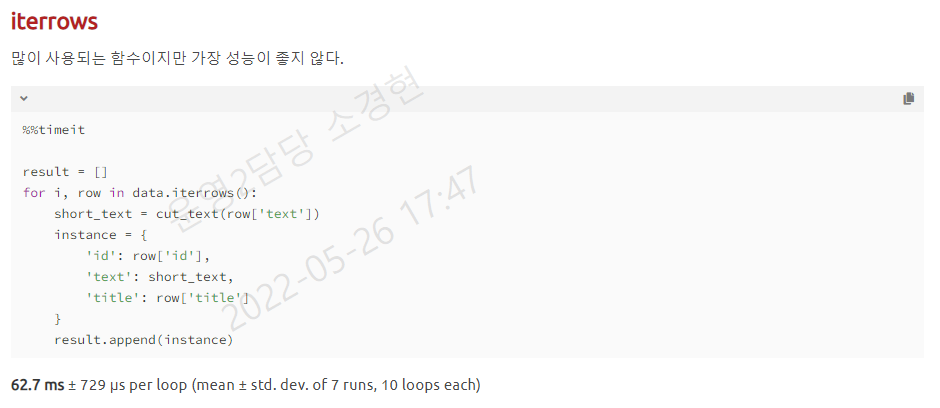 iterrows
많이 사용되는 함수이지만 가장 성능이 좋지 않다.
%%timeit
result = []
for i, row in data.iterrows():
    short_text = cut_text(row['text'])
    instance = {
        'id': row['id'],
        'text': short_text,
        'title': row['title']
    }
    result.append(instance)
62.7 ms ± 729 µs per loop (mean ± std. dev. of 7 runs, 10 loops each)
운영2담당 소경현
2022-05-26 17:47